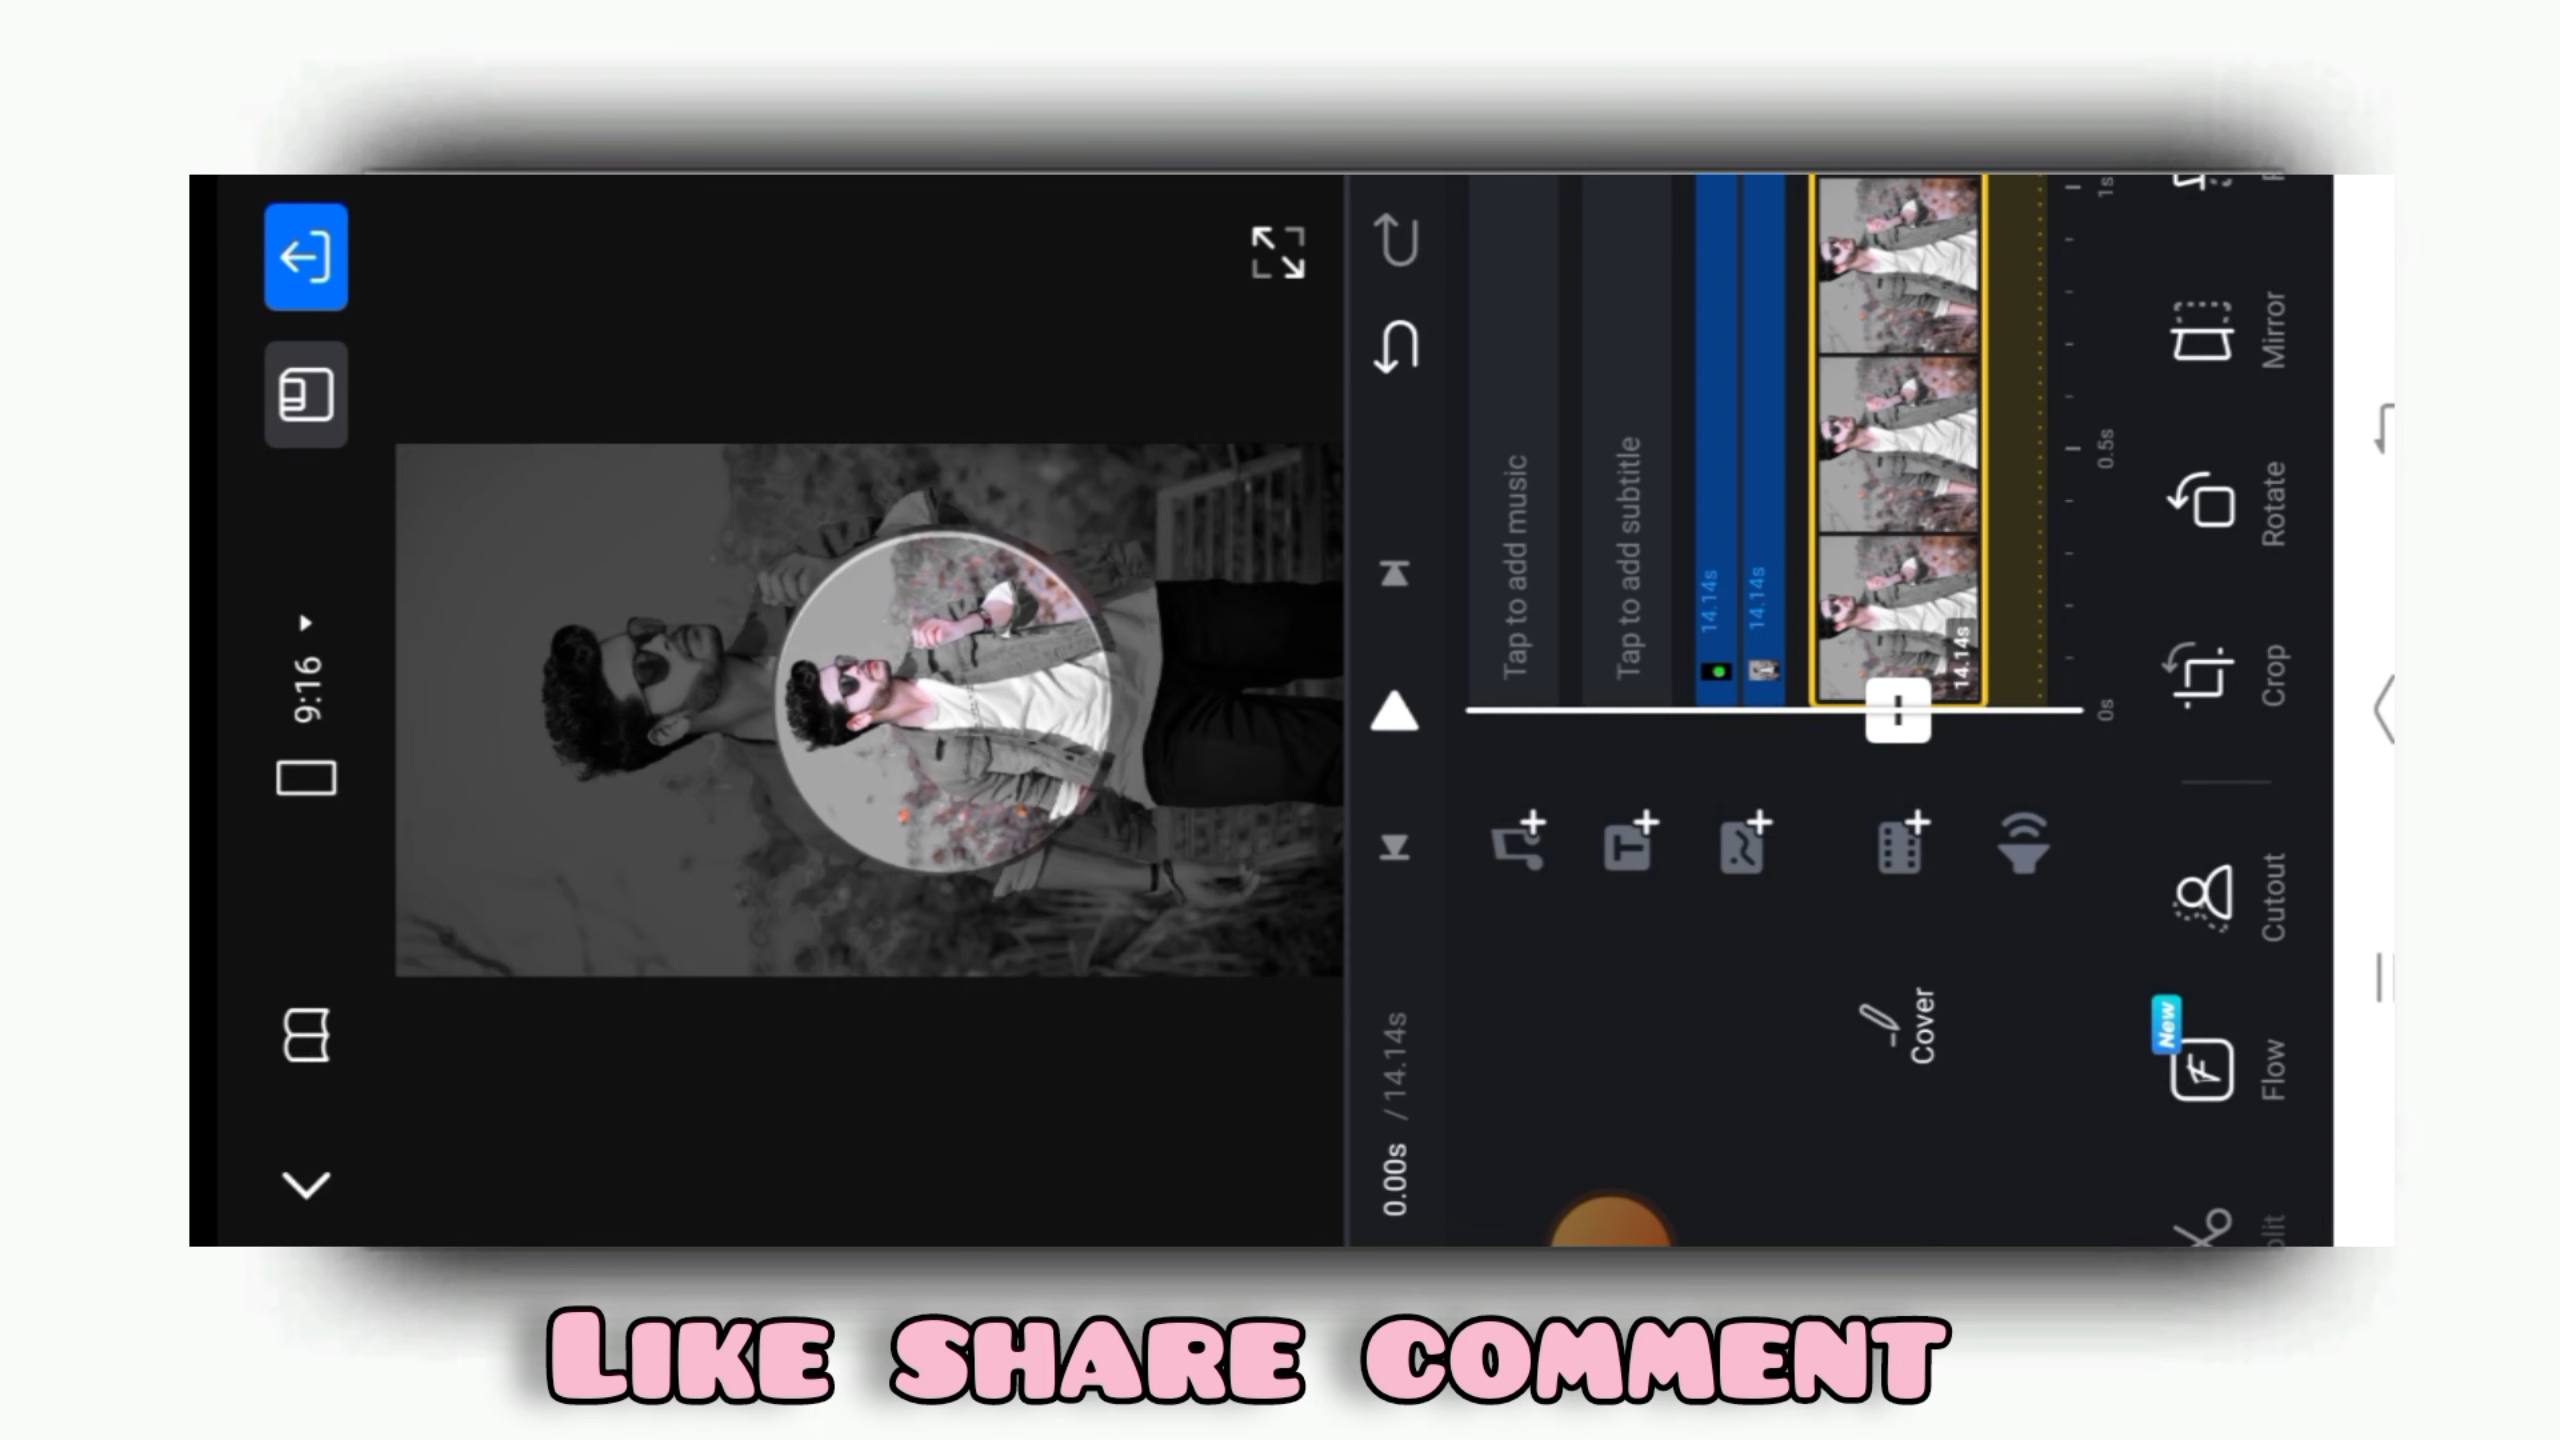 9:16
0.00s / 14.14s
Tap to add music
Tap to add subtitle
14.14s
14.14s
14.14s
0s
0.5s
1s
Cover
New
Flow
Cutout
Crop
Rotate
Mirror
LIKE SHARE COMMENT